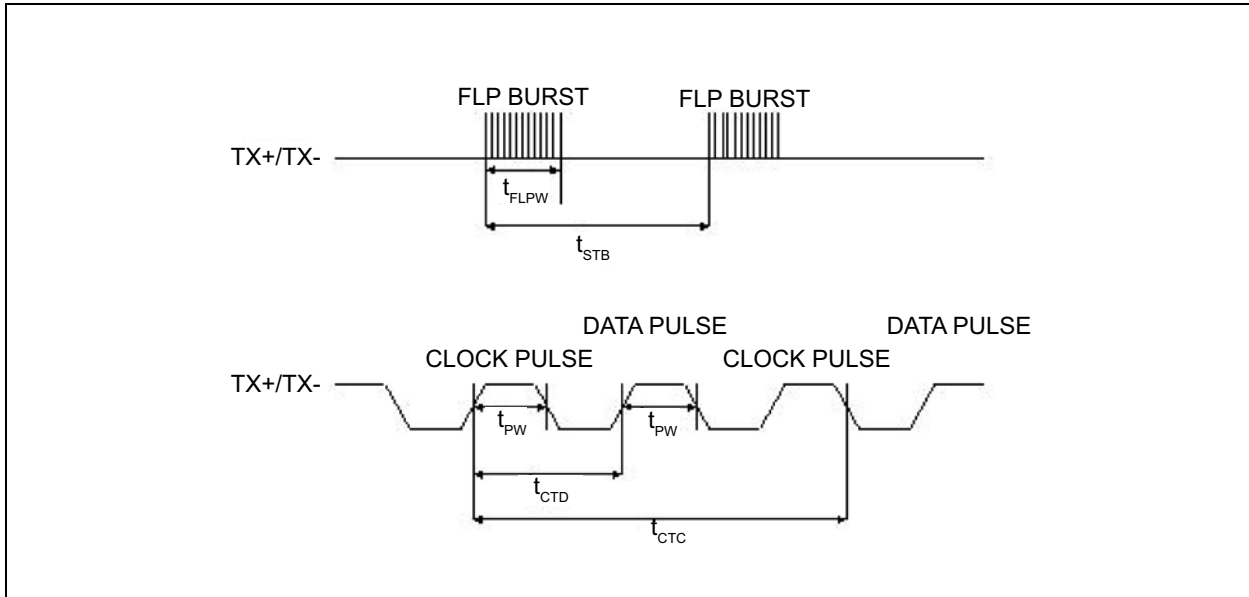 FLP BURST FLP BURST
TX+/TX-
tFLPW
tSTB
DATA PULSE DATA PULSE
CLOCK PULSE CLOCK PULSE
TX+/TX-
tPW tPW
tCTD
tCTC